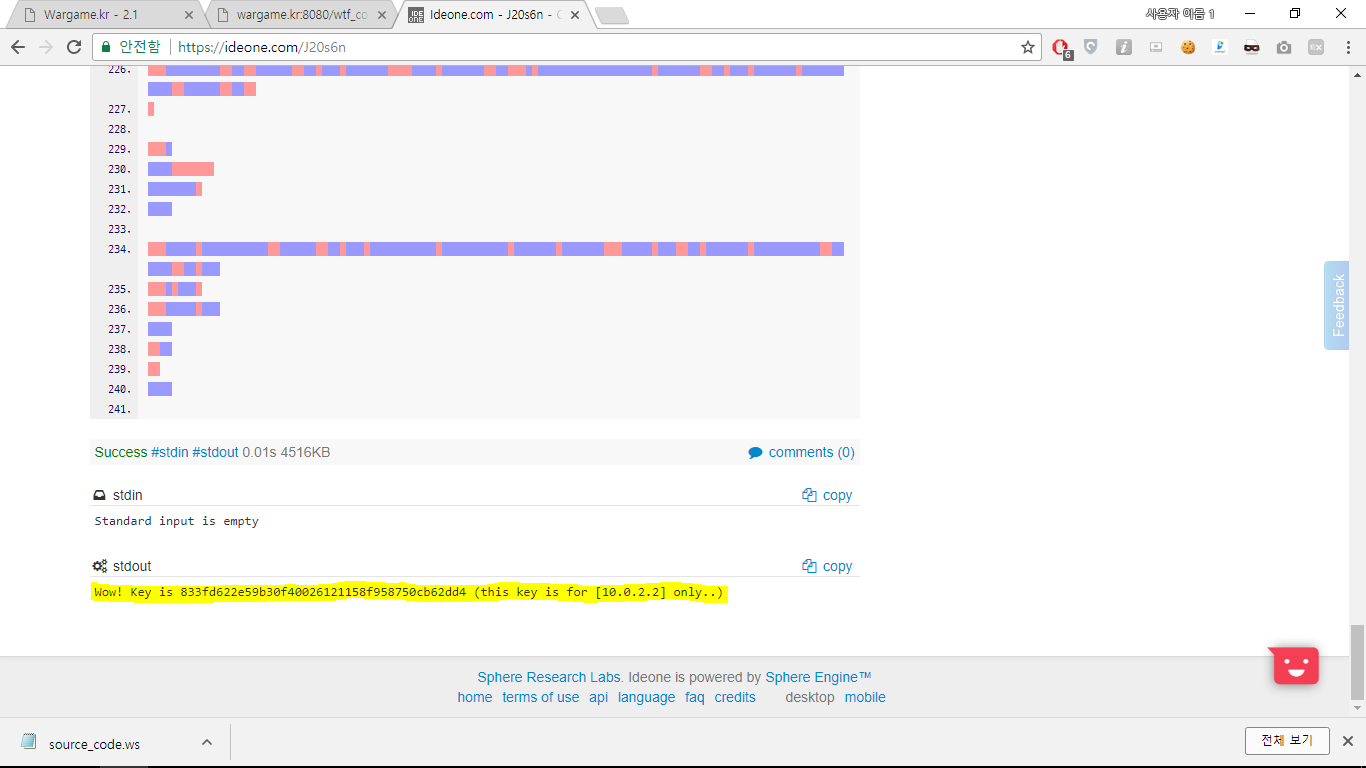 Wargame.kr - 2.1
wargame.kr:8080/wtf_co
Ideone.com - J20s6n -
사용자 이름 1
안전함
https://ideone.com/J20s6n
6
226.
227.
228.
229.
230.
231.
232.
233.
234.
235.
236.
237.
238.
239.
240.
241.
Success #stdin #stdout 0.01s 4516KB
comments (0)
stdin
copy
Standard input is empty
stdout
copy
Wow! Key is 833fd622e59b30f40026121158f958750cb62dd4 (this key is for [10.0.2.2] only..)
Feedback
Sphere Research Labs. Ideone is powered by Sphere Engine™
home terms of use api language faq credits desktop mobile
source_code.ws
전체 보기